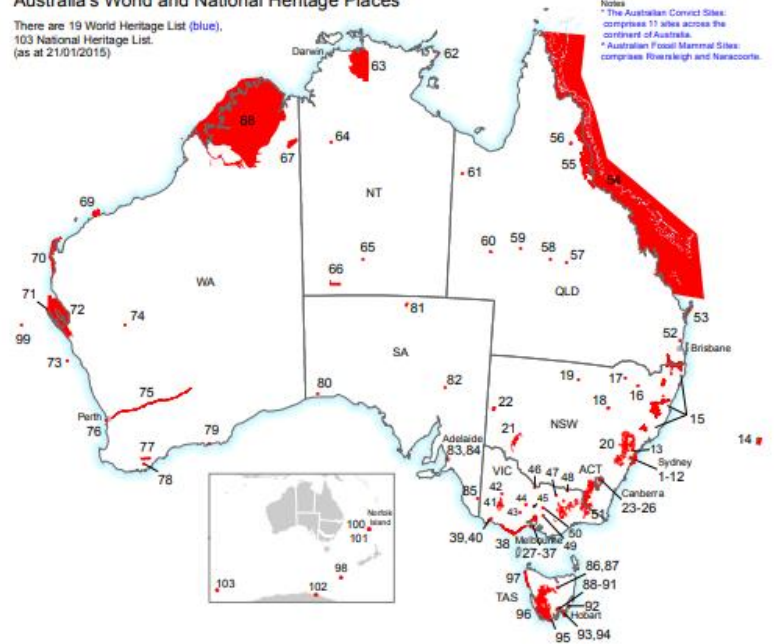 Australia's World and National Heritage Places
There are 19 World Heritage List (blue),
103 National Heritage List.
(as at 21/01/2015)
Notes
* The Australian Convict Sites:
comprises 11 sites across the
continent of Australia.
* Australian Fossil Mammal Sites:
comprises Riversleigh and Naracoorte.
Darwin
62
63
68
64
67
56
55
61
54
69
NT
65
60
59
58
57
70
66
WA
QLD
71
72
74
81
53
99
SA
52
Brisbane
73
80
82
19
17
16
75
22
18
15
Perth
76
79
21
NSW
Adelaide
83,84
20
13
14
77
78
VIC
46
47
48
ACT
Sydney
1-12
85
42
41
44
45
43
51
Canberra
23-26
39,40
38
Melbourne
27-37
50
49
Norfolk
Island
100
101
98
103
102
97
86,87
88-91
TAS
92
96
Hobart
95
93,94